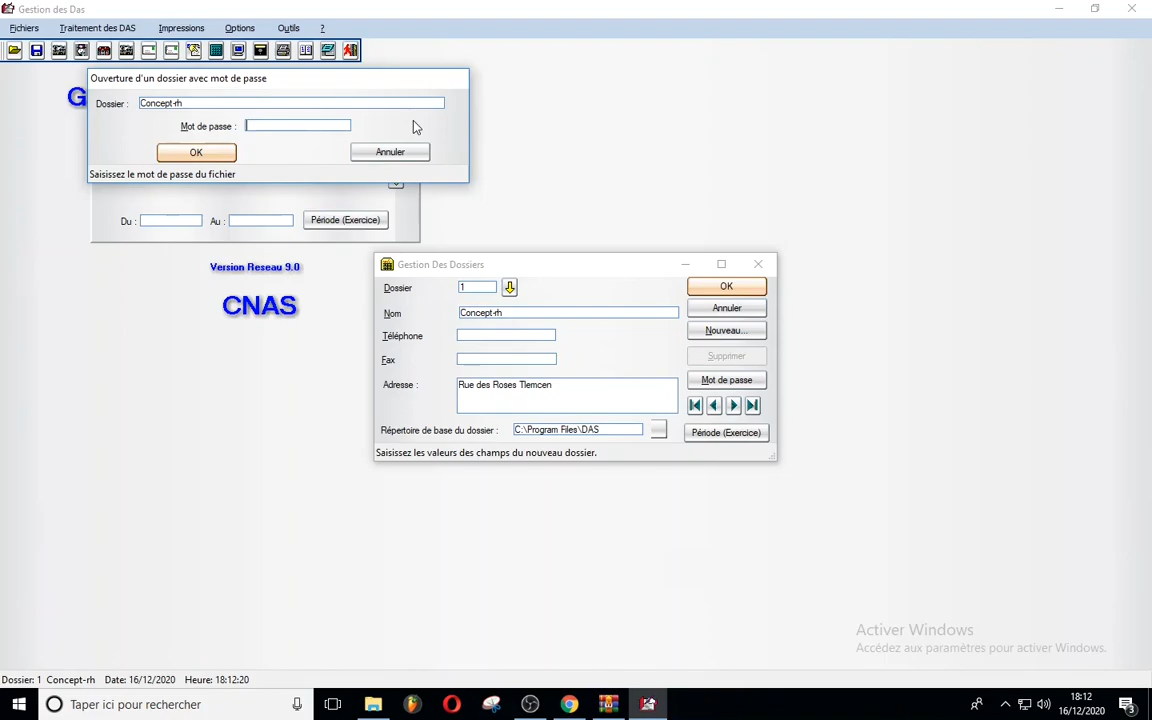 Gestion des Das
Fichiers Traitement des DAS Impressions Options Outils ?
G
Ouverture d'un dossier avec mot de passe
Dossier : Concept-rh
Mot de passe :
OK Annuler
Saisissez le mot de passe du fichier
Du : Au : Période (Exercice)
Version Reseau 9.0
CNAS
Gestion Des Dossiers
Dossier 1 OK
Nom Concept-rh Annuler
Téléphone Nouveau...
Fax Supprimer
Adresse : Rue des Roses Tlemcen Mot de passe
Répertoire de base du dossier : C:\Program Files\DAS Période (Exercice)
Saisissez les valeurs des champs du nouveau dossier.
Activer Windows
Accédez aux paramètres pour activer Windows.
Dossier: 1 Concept-rh Date: 16/12/2020 Heure: 18:12:20
Taper ici pour rechercher
18:12
16/12/2020
3